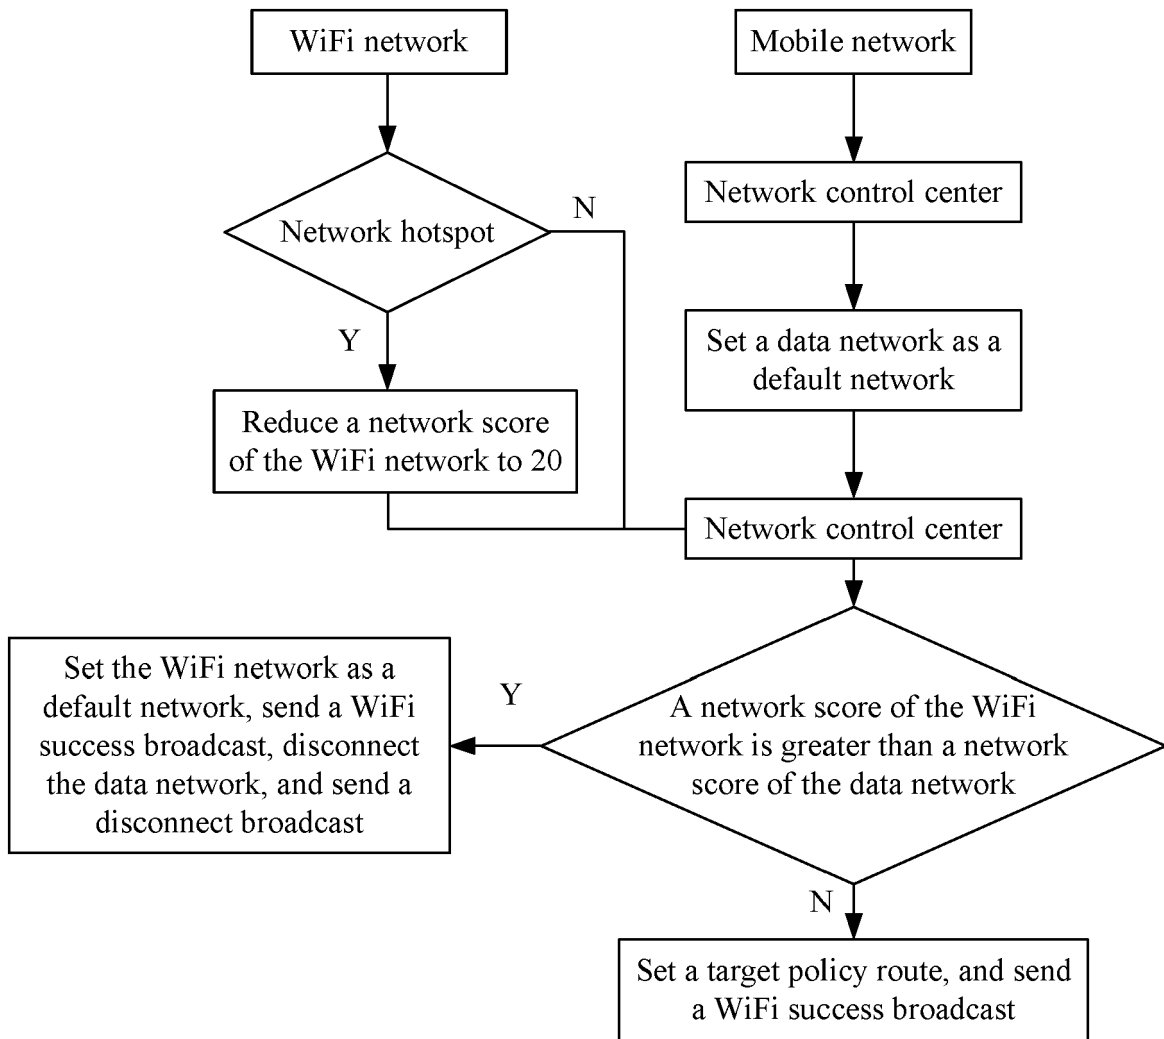 WiFi network
Mobile network
Network control center
Network hotspot
N
Y
Set a data network as a
default network
Reduce a network score
of the WiFi network to 20
Network control center
Set the WiFi network as a
default network, send a WiFi
success broadcast, disconnect
the data network, and send a
disconnect broadcast
Y
A network score of the WiFi
network is greater than a network
score of the data network
N
Set a target policy route, and send
a WiFi success broadcast